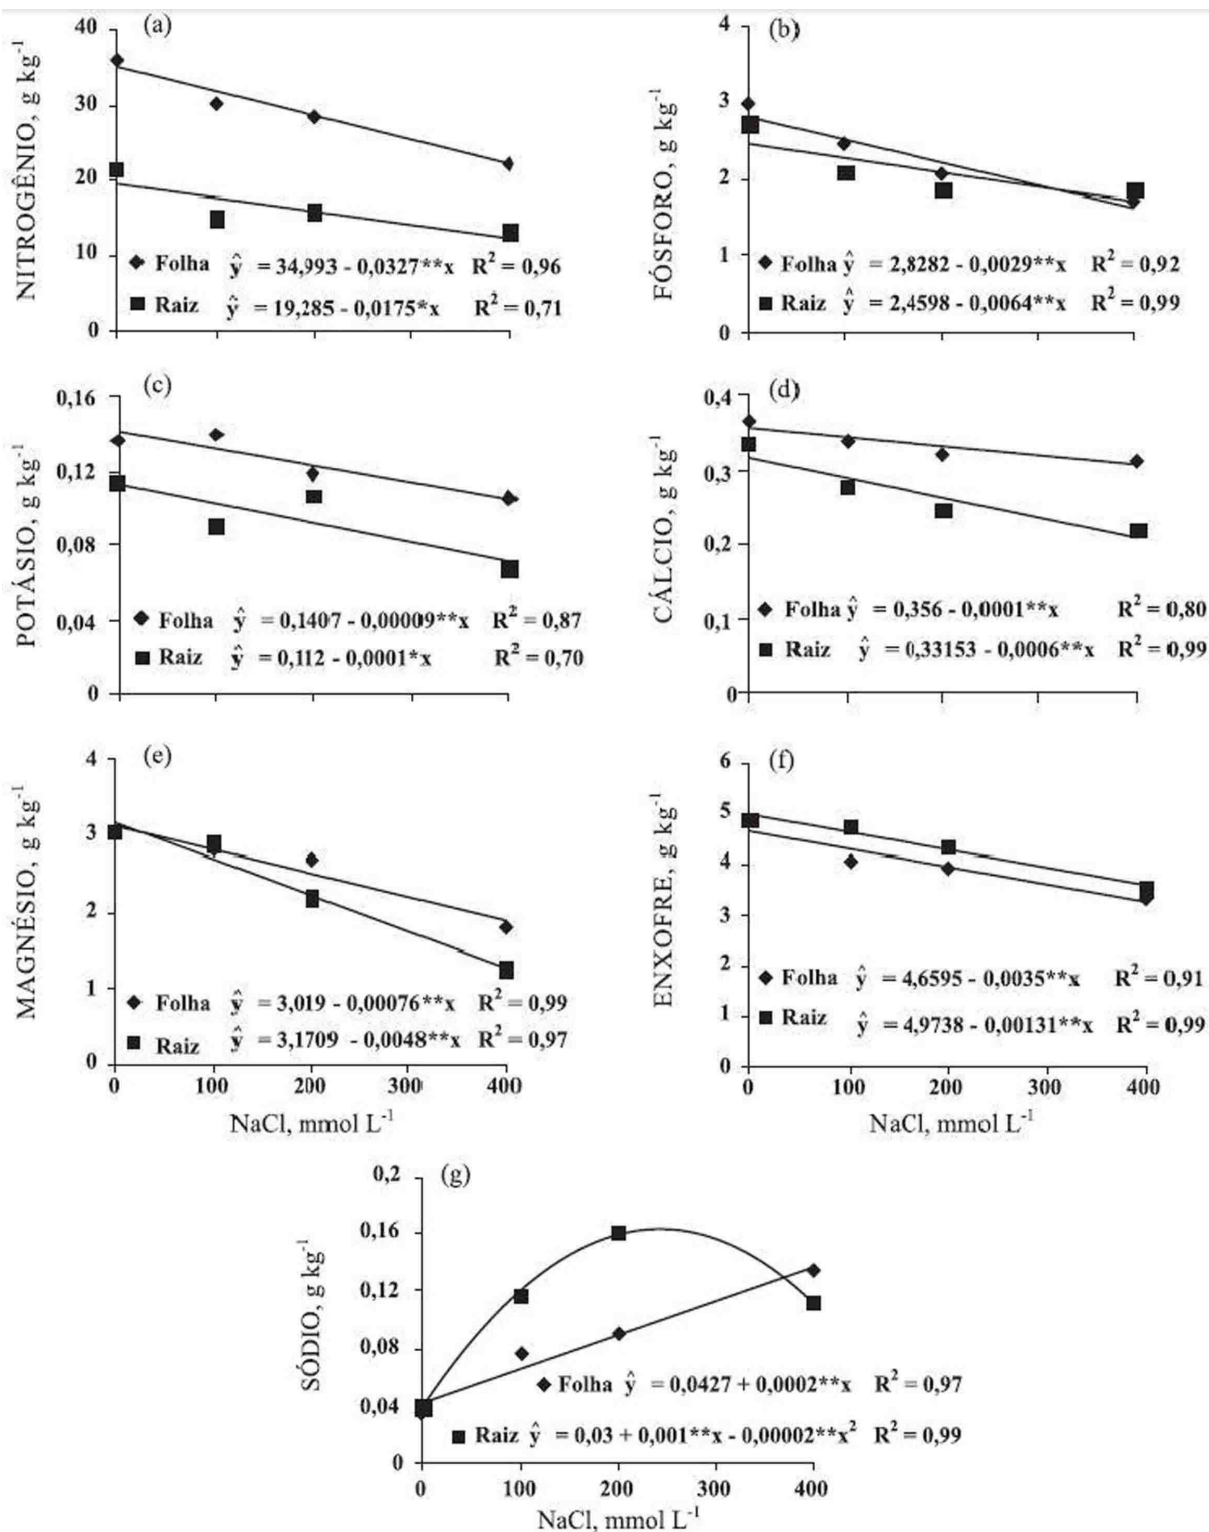 (a)
NITROGÊNIO, g kg⁻¹
40
30
20
10
0
Folha ŷ = 34,993 - 0,0327**x R² = 0,96
Raiz ŷ = 19,285 - 0,0175*x R² = 0,71
(b)
FÓSFORO, g kg⁻¹
4
3
2
1
0
Folha ŷ = 2,8282 - 0,0029**x R² = 0,92
Raiz ŷ = 2,4598 - 0,0064**x R² = 0,99
(c)
POTÁSIO, g kg⁻¹
0,16
0,12
0,08
0,04
0
Folha ŷ = 0,1407 - 0,00009**x R² = 0,87
Raiz ŷ = 0,112 - 0,0001*x R² = 0,70
(d)
CÁLCIO, g kg⁻¹
0,4
0,3
0,2
0,1
0
Folha ŷ = 0,356 - 0,0001**x R² = 0,80
Raiz ŷ = 0,33153 - 0,0006**x R² = 0,99
(e)
MAGNÉSIO, g kg⁻¹
4
3
2
1
0
Folha ŷ = 3,019 - 0,00076**x R² = 0,99
Raiz ŷ = 3,1709 - 0,0048**x R² = 0,97
0 100 200 300 400
NaCl, mmol L⁻¹
(f)
ENXOFRE, g kg⁻¹
6
5
4
3
2
1
0
Folha ŷ = 4,6595 - 0,0035**x R² = 0,91
Raiz ŷ = 4,9738 - 0,00131**x R² = 0,99
0 100 200 300 400
NaCl, mmol L⁻¹
(g)
SÓDIO, g kg⁻¹
0,2
0,16
0,12
0,08
0,04
0
Folha ŷ = 0,0427 + 0,0002**x R² = 0,97
Raiz ŷ = 0,03 + 0,001**x - 0,00002**x² R² = 0,99
0 100 200 300 400
NaCl, mmol L⁻¹